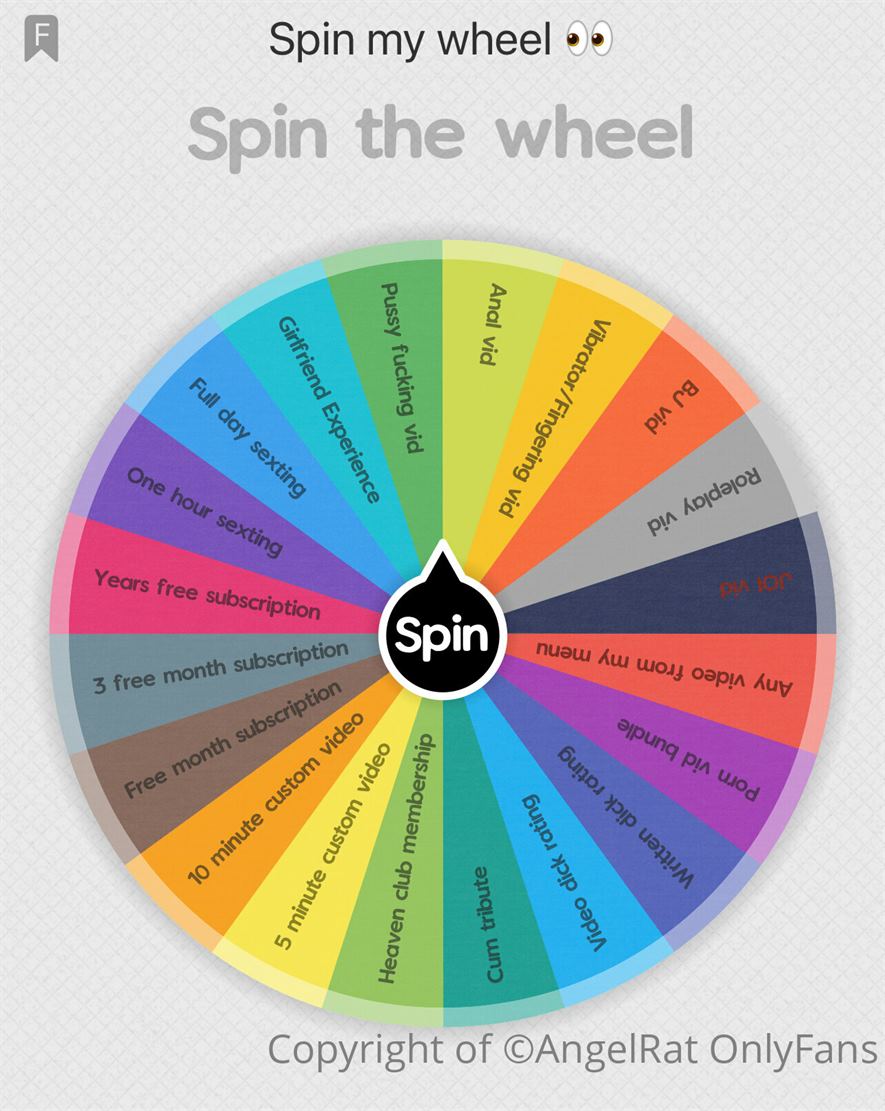 F
Spin my wheel 👀
Spin the wheel
Anal vid
Vibrator/Fingering vid
BJ vid
Roleplay vid
JOI vid
Any video from my menu
Porn vid bundle
Written dick rating
Video dick rating
Cum tribute
Heaven club membership
5 minute custom video
10 minute custom video
Free month subscription
3 free month subscription
Years free subscription
One hour sexting
Full day sexting
Girlfriend Experience
Pussy fucking vid
Spin
Copyright of ©AngelRat OnlyFans